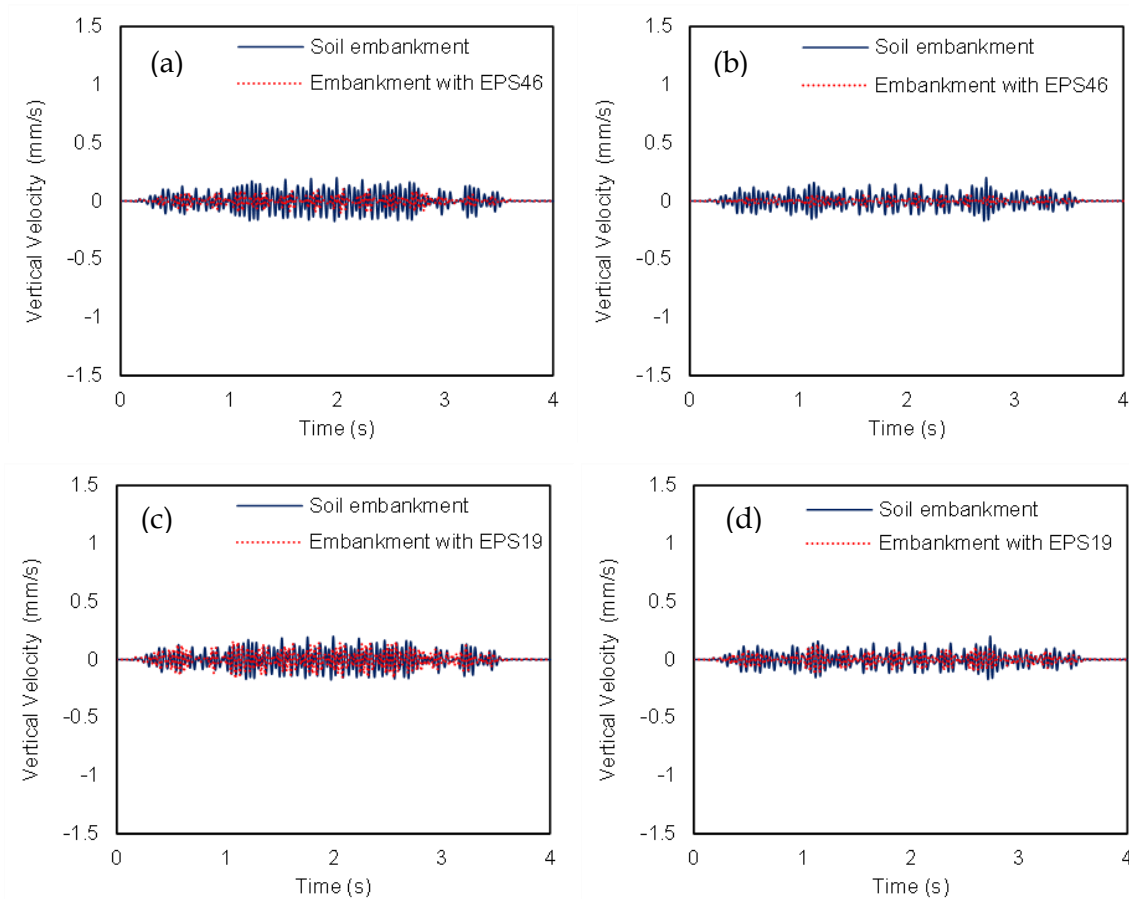 (a)
Soil embankment
Embankment with EPS46
1.5
1
0.5
0
-0.5
-1
-1.5
Vertical Velocity (mm/s)
0 1 2 3 4
Time (s)
(b)
Soil embankment
Embankment with EPS46
1.5
1
0.5
0
-0.5
-1
-1.5
Vertical Velocity (mm/s)
0 1 2 3 4
Time (s)
(c)
Soil embankment
Embankment with EPS19
1.5
1
0.5
0
-0.5
-1
-1.5
Vertical Velocity (mm/s)
0 1 2 3 4
Time (s)
(d)
Soil embankment
Embankment with EPS19
1.5
1
0.5
0
-0.5
-1
-1.5
Vertical Velocity (mm/s)
0 1 2 3 4
Time (s)